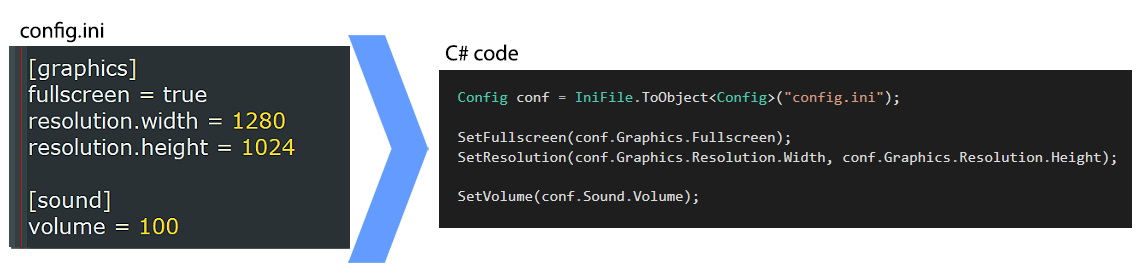 config.ini
[graphics]
fullscreen = true
resolution.width = 1280
resolution.height = 1024
[sound]
volume = 100
C# code
Config conf = IniFile.ToObject<Config>("config.ini");
SetFullscreen(conf.Graphics.Fullscreen);
SetResolution(conf.Graphics.Resolution.Width, conf.Graphics.Resolution.Height);
SetVolume(conf.Sound.Volume);